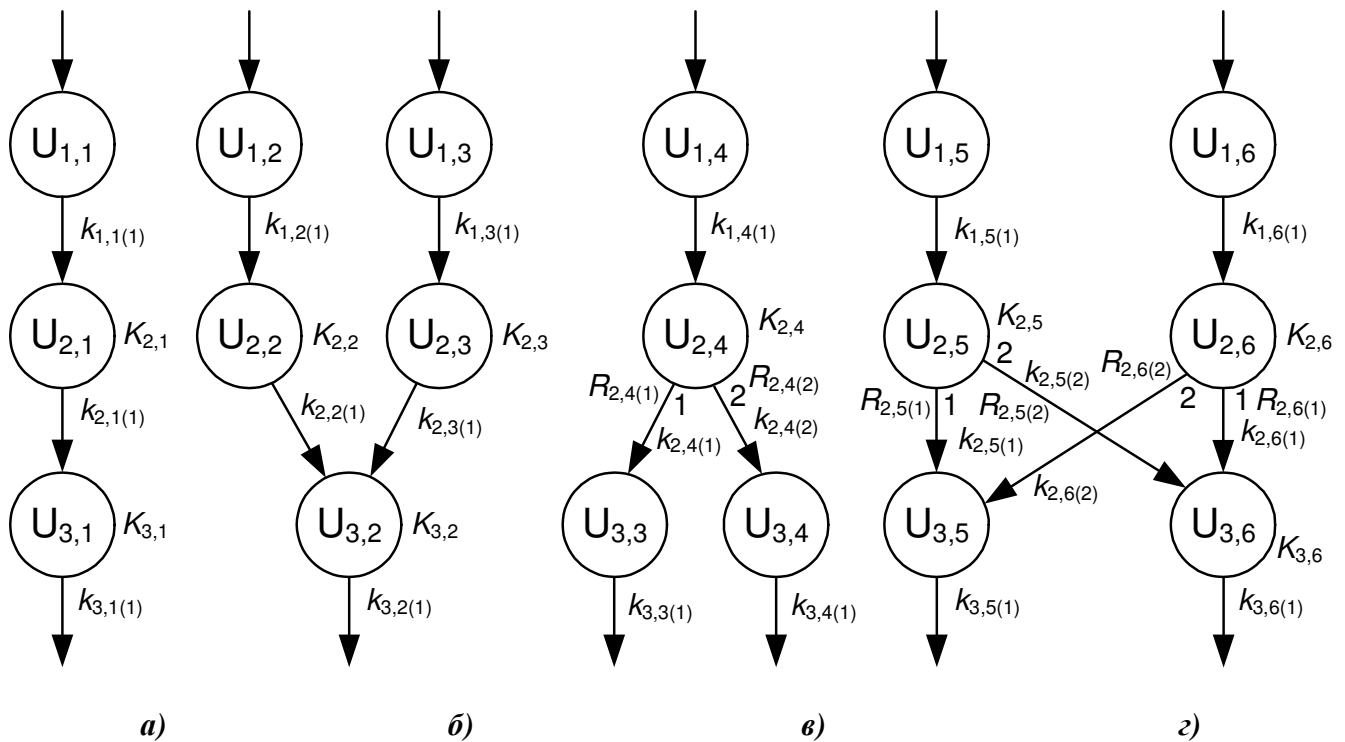 U1,1 U1,2 U1,3 U1,4 U1,5 U1,6
k1,1(1) k1,2(1) k1,3(1) k1,4(1) k1,5(1) k1,6(1)
U2,1 K2,1 U2,2 K2,2 U2,3 K2,3 U2,4 K2,4 U2,5 K2,5 U2,6 K2,6
R2,4(1) 1 2 R2,4(2) R2,5(1) 1 2 R2,5(2) R2,6(2) 2 1 R2,6(1)
k2,1(1) k2,2(1) k2,3(1) k2,4(1) k2,4(2) k2,5(1) k2,5(2) k2,6(2) k2,6(1)
U3,1 K3,1 U3,2 K3,2 U3,3 U3,4 U3,5 U3,6 K3,6
k3,1(1) k3,2(1) k3,3(1) k3,4(1) k3,5(1) k3,6(1)
а) б) в) г)